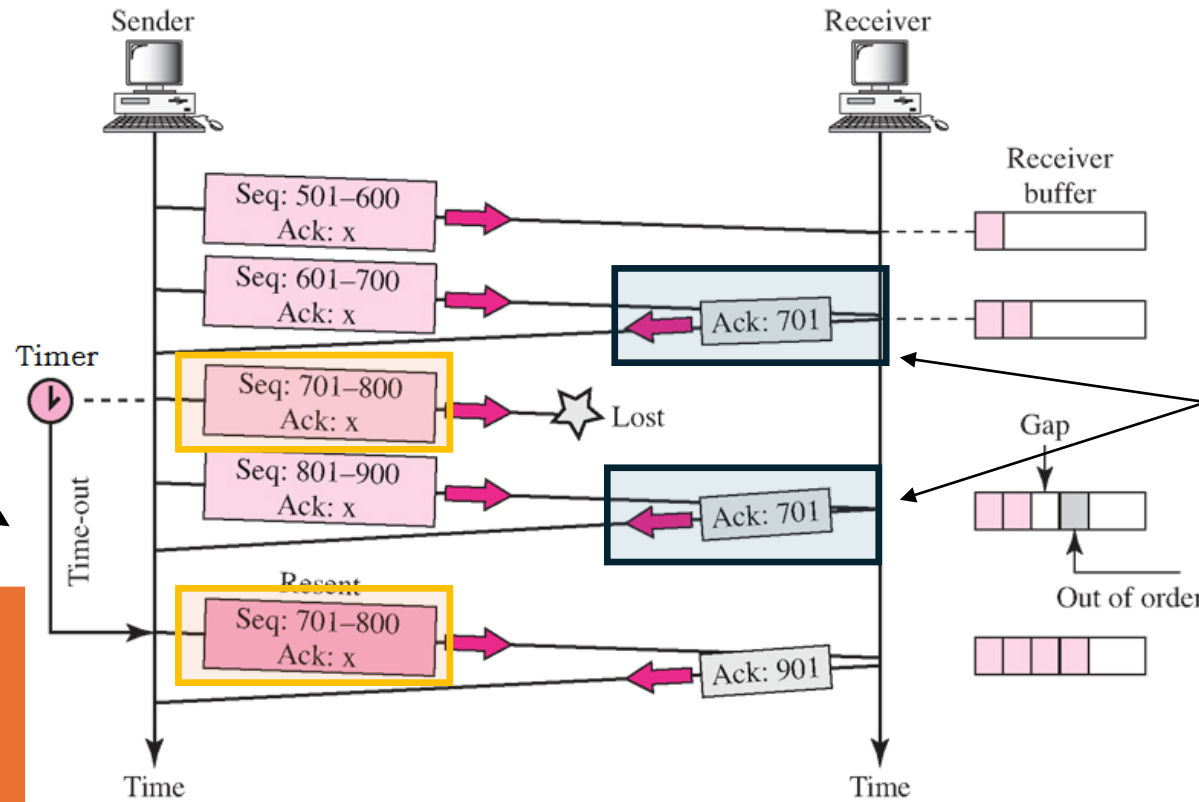 Sender
Receiver
Receiver
buffer
Seq: 501–600
Ack: x
Seq: 601–700
Ack: x
Ack: 701
Timer
Seq: 701–800
Ack: x
Lost
Gap
Seq: 801–900
Ack: x
Ack: 701
Time-out
Out of order
Resent
Seq: 701–800
Ack: x
Ack: 901
Time
Time